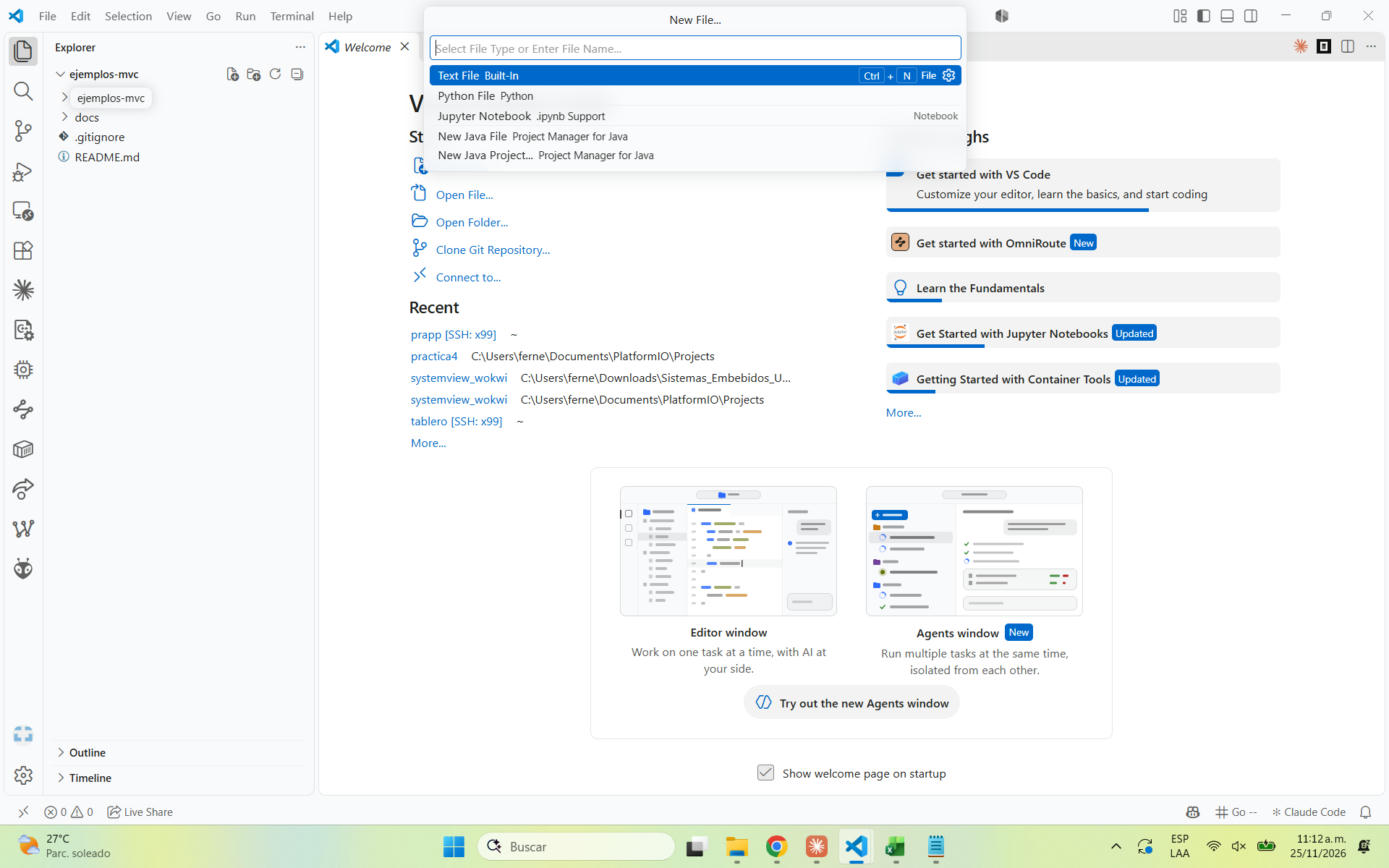 File Edit Selection View Go Run Terminal Help
New File...
Select File Type or Enter File Name...
Text File Built-In Ctrl + N File
Python File Python
Jupyter Notebook .ipynb Support Notebook
New Java File Project Manager for Java
New Java Project... Project Manager for Java
Explorer
ejemplos-mvc
ejemplos-mvc
docs
.gitignore
README.md
Outline
Timeline
Welcome
V
St
Open File...
Open Folder...
Clone Git Repository...
Connect to...
Recent
prapp [SSH: x99] ~
practica4 C:\Users\ferne\Documents\PlatformIO\Projects
systemview_wokwi C:\Users\ferne\Downloads\Sistemas_Embebidos_U...
systemview_wokwi C:\Users\ferne\Documents\PlatformIO\Projects
tablero [SSH: x99] ~
More...
ghs
Get started with VS Code
Customize your editor, learn the basics, and start coding
Get started with OmniRoute New
Learn the Fundamentals
Get Started with Jupyter Notebooks Updated
Getting Started with Container Tools Updated
More...
Editor window
Work on one task at a time, with AI at
your side.
Agents window New
Run multiple tasks at the same time,
isolated from each other.
Try out the new Agents window
Show welcome page on startup
0 0 Live Share
Go -- Claude Code
27°C
Parc. soleado
Buscar
ESP
LAA
11:12 a. m.
25/11/2026